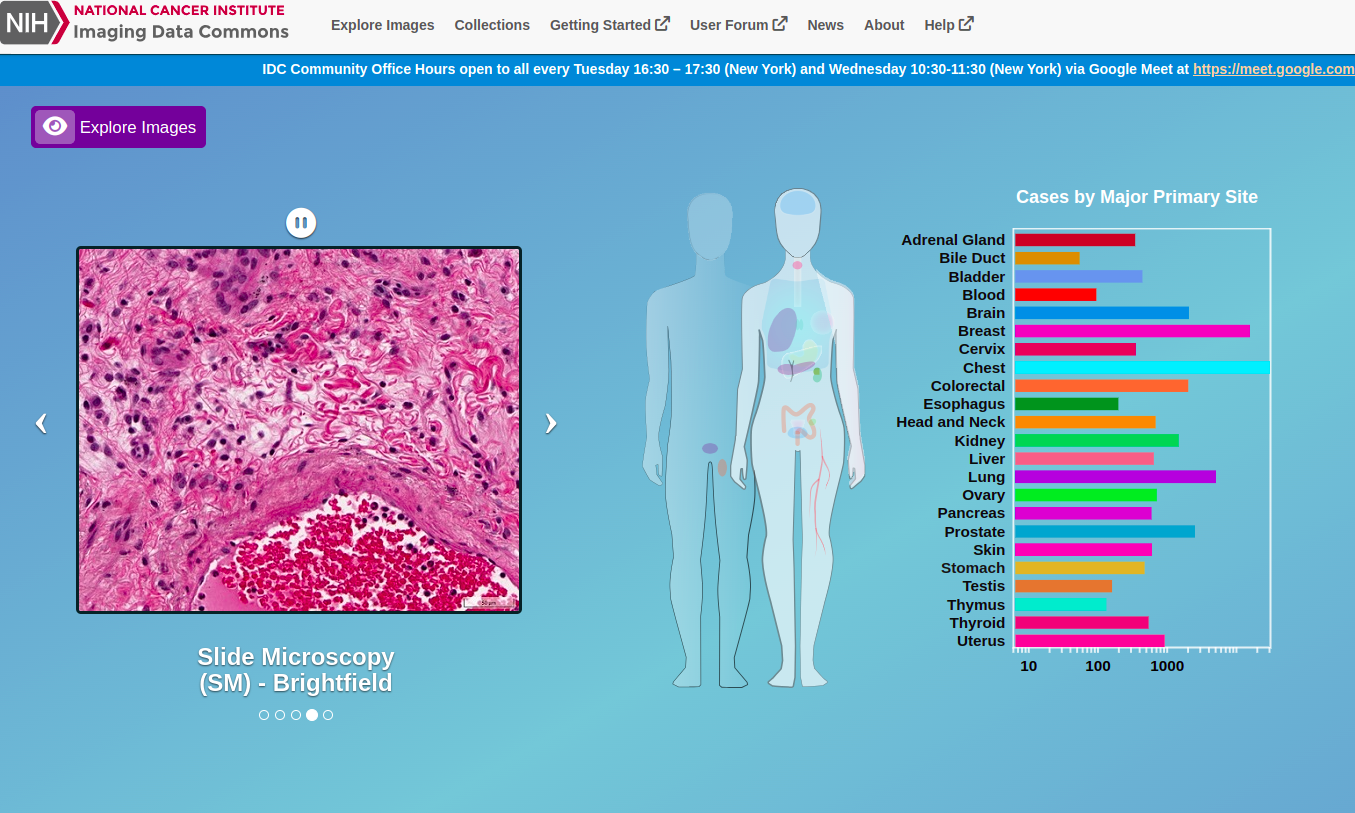 NIH
NATIONAL CANCER INSTITUTE
Imaging Data Commons
Explore Images
Collections
Getting Started
User Forum
News
About
Help
IDC Community Office Hours open to all every Tuesday 16:30 – 17:30 (New York) and Wednesday 10:30-11:30 (New York) via Google Meet at https://meet.google.com
Explore Images
Slide Microscopy
(SM) - Brightfield
Cases by Major Primary Site
Adrenal Gland
Bile Duct
Bladder
Blood
Brain
Breast
Cervix
Chest
Colorectal
Esophagus
Head and Neck
Kidney
Liver
Lung
Ovary
Pancreas
Prostate
Skin
Stomach
Testis
Thymus
Thyroid
Uterus
10 100 1000